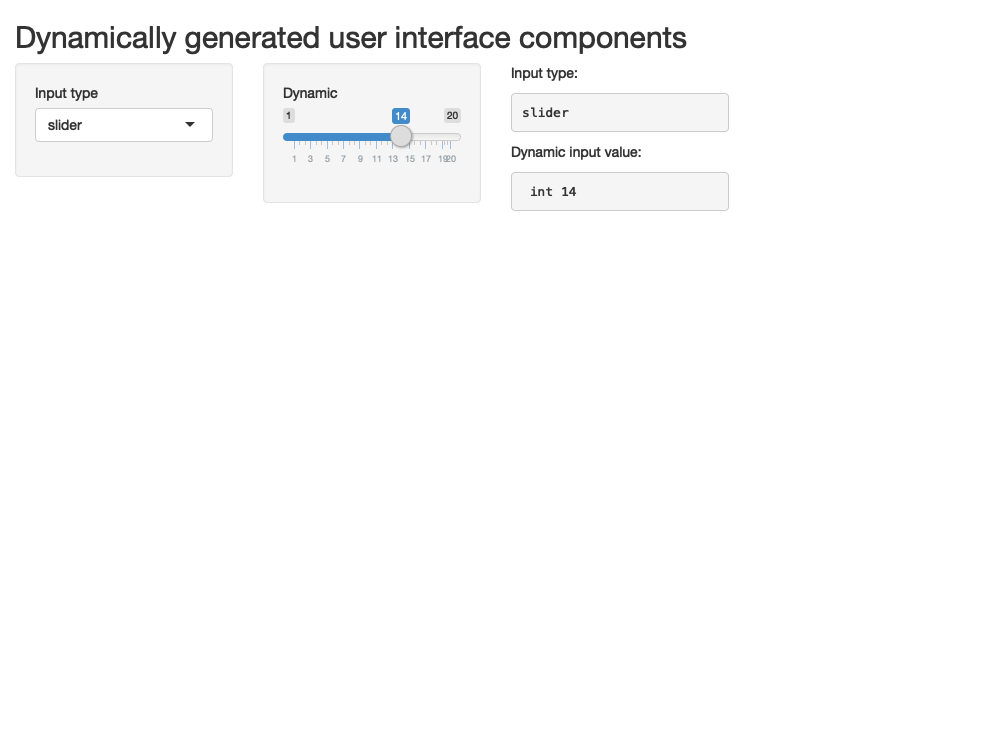 Dynamically generated user interface components
Input type
slider
Dynamic
1 14 20
1 3 5 7 9 11 13 15 17 19 20
Input type:
slider
Dynamic input value:
int 14